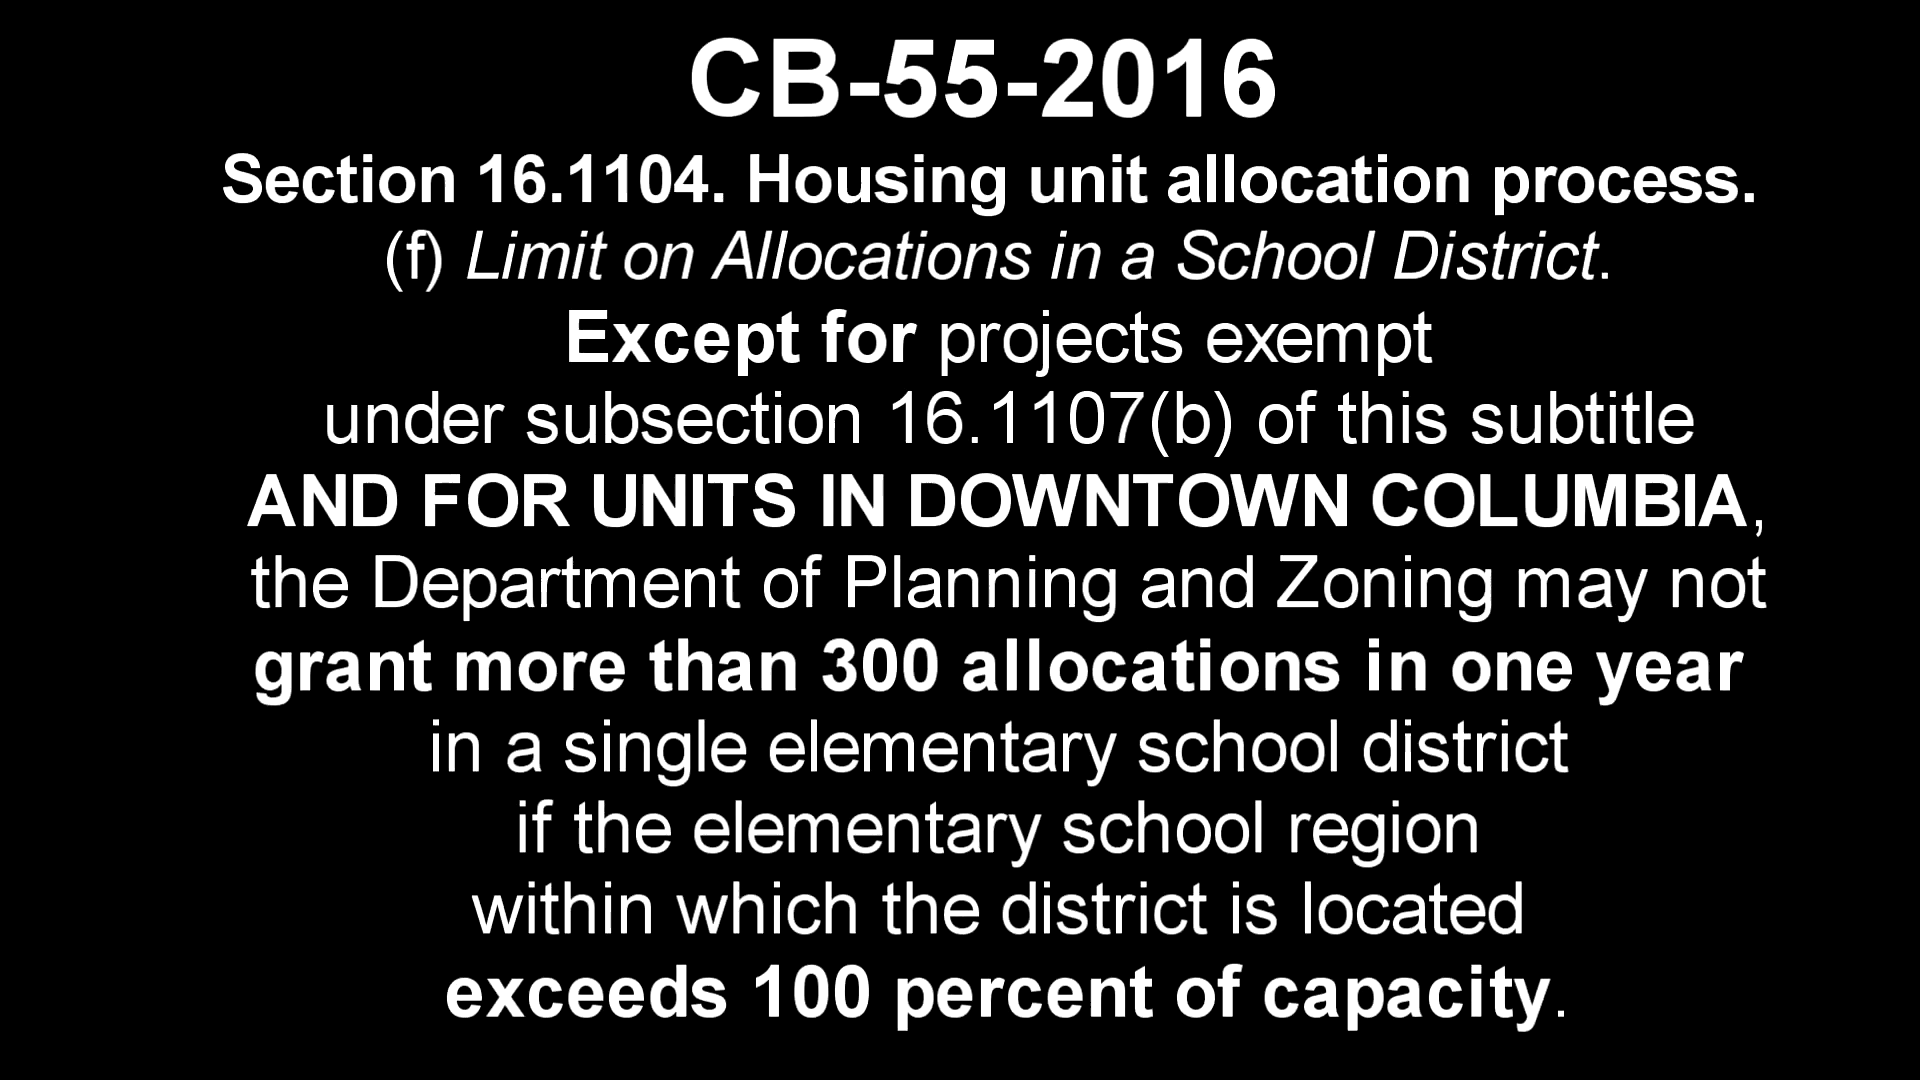 CB-55-2016
Section 16.1104. Housing unit allocation process.
(f) Limit on Allocations in a School District.
Except for projects exempt
under subsection 16.1107(b) of this subtitle
AND FOR UNITS IN DOWNTOWN COLUMBIA,
the Department of Planning and Zoning may not
grant more than 300 allocations in one year
in a single elementary school district
if the elementary school region
within which the district is located
exceeds 100 percent of capacity.